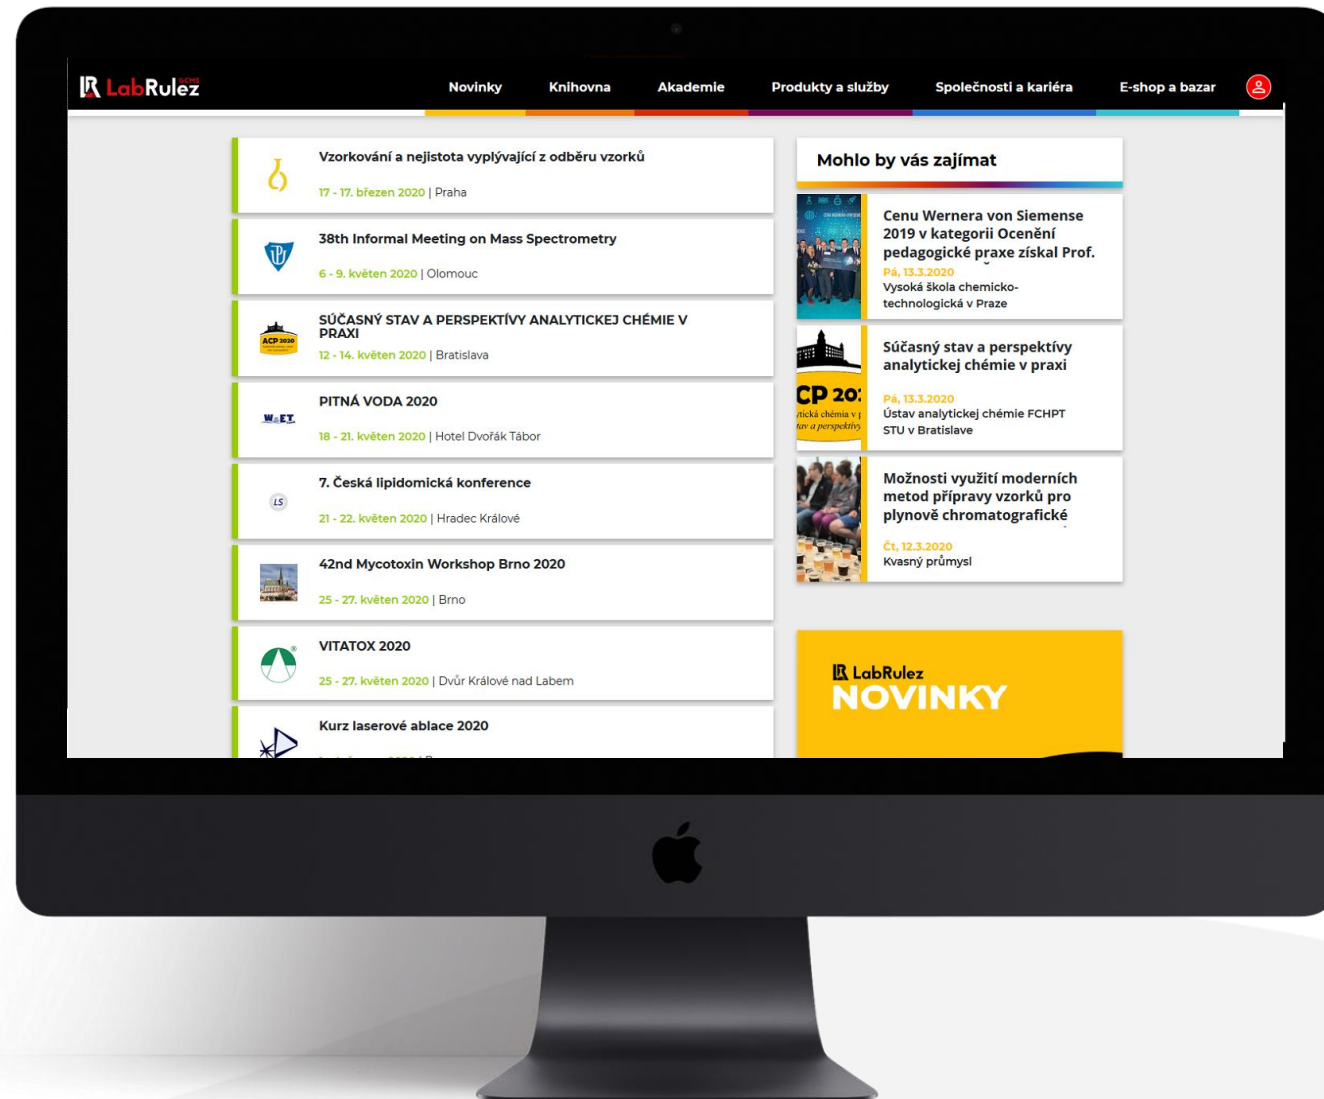 LabRulez
GCMS
Novinky
Knihovna
Akademie
Produkty a služby
Společnosti a kariéra
E-shop a bazar
Vzorkování a nejistota vyplývající z odběru vzorků
17 - 17. březen 2020 | Praha
38th Informal Meeting on Mass Spectrometry
6 - 9. květen 2020 | Olomouc
ACP 2020
SÚČASNÝ STAV A PERSPEKTÍVY ANALYTICKEJ CHÉMIE V
PRAXI
12 - 14. květen 2020 | Bratislava
W&ET
PITNÁ VODA 2020
18 - 21. květen 2020 | Hotel Dvořák Tábor
LS
7. Česká lipidomická konference
21 - 22. květen 2020 | Hradec Králové
42nd Mycotoxin Workshop Brno 2020
25 - 27. květen 2020 | Brno
VITATOX 2020
25 - 27. květen 2020 | Dvůr Králové nad Labem
Kurz laserové ablace 2020
Mohlo by vás zajímat
Cenu Wernera von Siemense
2019 v kategorii Ocenění
pedagogické praxe získal Prof.
Pá, 13.3.2020
Vysoká škola chemicko-
technologická v Praze
Súčasný stav a perspektívy
analytickej chémie v praxi
Pá, 13.3.2020
Ústav analytickej chémie FCHPT
STU v Bratislave
Možnosti využití moderních
metod přípravy vzorků pro
plynově chromatografické
Čt, 12.3.2020
Kvasný průmysl
LabRulez
NOVINKY